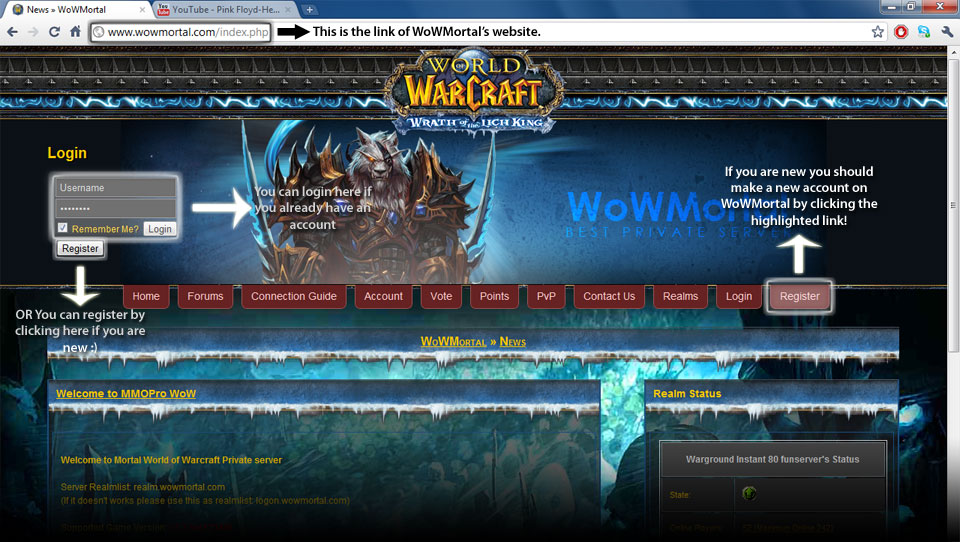 News » WoWMortal
YouTube - Pink Floyd-He...
www.wowmortal.com/index.php
This is the link of WoWMortal's website.
WORLD
OF
WARCRAFT
WRATH of the LICH KING
Login
Username
••••••••
Remember Me? Login
Register
You can login here if
you already have an
account
If you are new you should
make a new account on
WoWMortal by clicking the
highlighted link!
WoWMortal
BEST PRIVATE SERVER
OR You can register by
clicking here if you are
new :)
Home Forums Connection Guide Account Vote Points PvP Contact Us Realms Login Register
WoWMortal » News
Welcome to MMOPro WoW
Realm Status
Welcome to Mortal World of Warcraft Private server
Server Realmlist: realm.wowmortal.com
(If it doesn't works please use this as realmlist: logon.wowmortal.com)
Supported Game Version:
Warground Instant 80 funserver's Status
State:
Online Players: